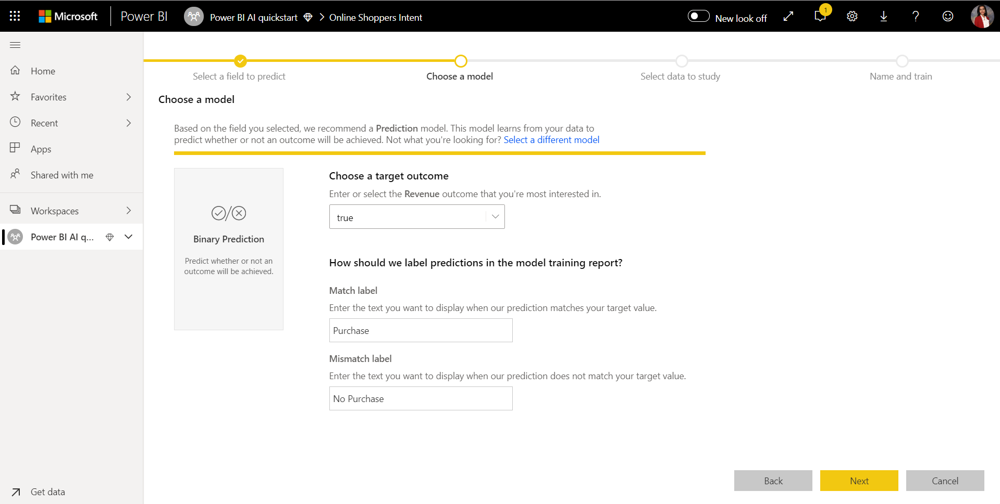 Microsoft Power BI Power BI AI quickstart Online Shoppers Intent New look off 1
Home
Favorites
Recent
Apps
Shared with me
Workspaces
Power BI AI q...
Get data
Select a field to predict Choose a model Select data to study Name and train
Choose a model
Based on the field you selected, we recommend a Prediction model. This model learns from your data to
predict whether or not an outcome will be achieved. Not what you're looking for? Select a different model
Binary Prediction
Predict whether or not an
outcome will be achieved.
Choose a target outcome
Enter or select the Revenue outcome that you're most interested in.
true
How should we label predictions in the model training report?
Match label
Enter the text you want to display when our prediction matches your target value.
Purchase
Mismatch label
Enter the text you want to display when our prediction does not match your target value.
No Purchase
Back Next Cancel